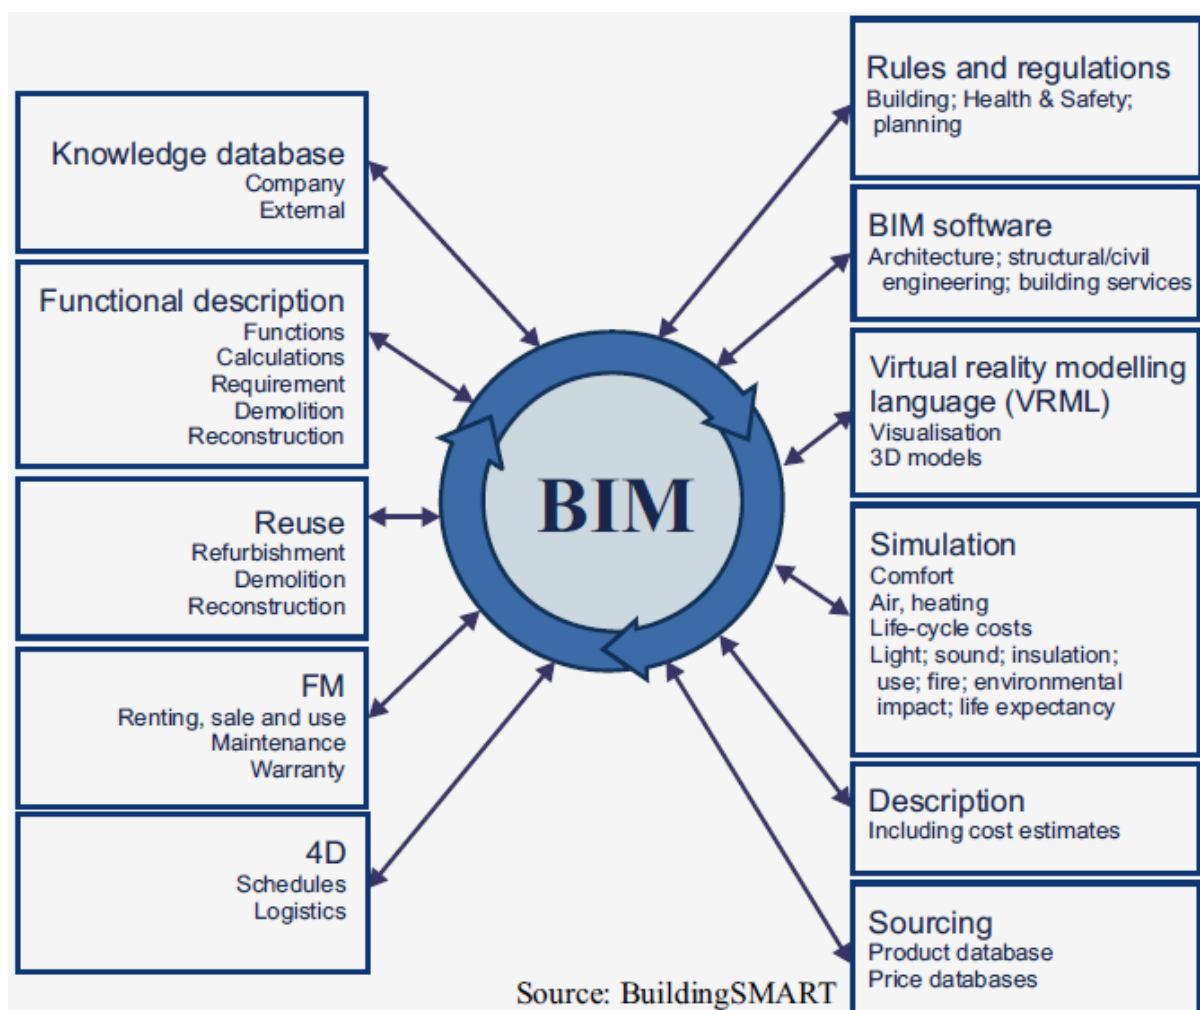 Knowledge database
Company
External
Functional description
Functions
Calculations
Requirement
Demolition
Reconstruction
Reuse
Refurbishment
Demolition
Reconstruction
FM
Renting, sale and use
Maintenance
Warranty
4D
Schedules
Logistics
BIM
Rules and regulations
Building; Health & Safety;
planning
BIM software
Architecture; structural/civil
engineering; building services
Virtual reality modelling
language (VRML)
Visualisation
3D models
Simulation
Comfort
Air, heating
Life-cycle costs
Light; sound; insulation;
use; fire; environmental
impact; life expectancy
Description
Including cost estimates
Sourcing
Product database
Price databases
Source: BuildingSMART